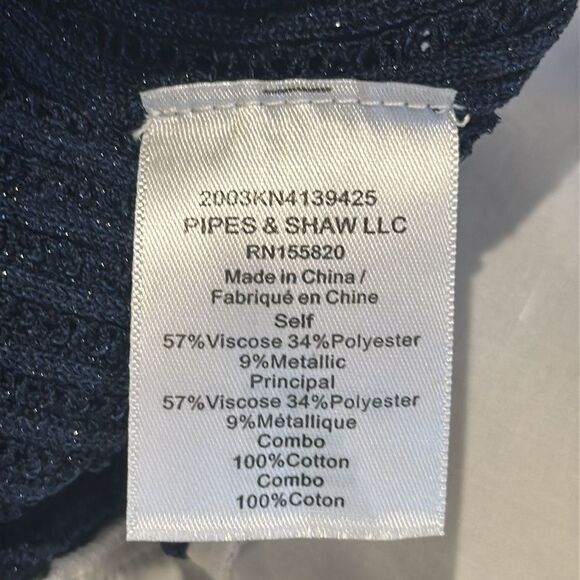 2003KN4139425
PIPES & SHAW LLC
RN155820
Made in China /
Fabriqué en Chine
Self
57%Viscose 34%Polyester
9%Metallic
Principal
57%Viscose 34%Polyester
9%Métallique
Combo
100%Cotton
Combo
100%Coton